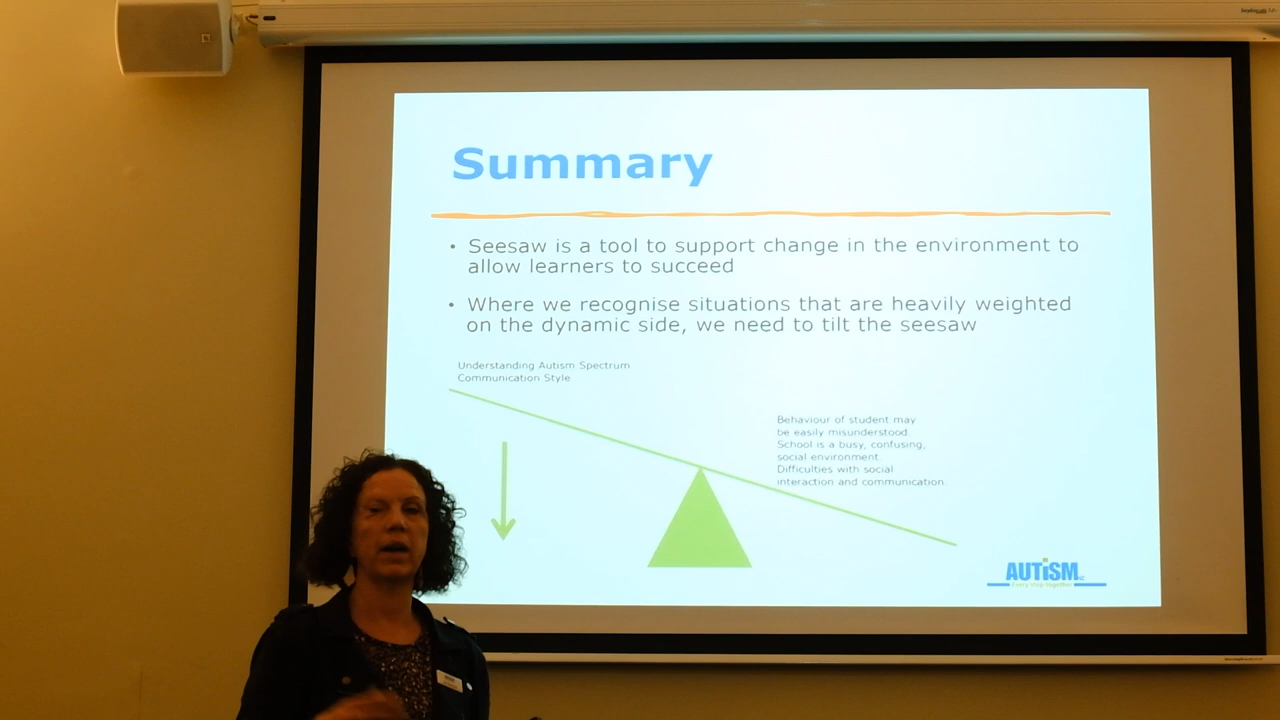 Summary
• Seesaw is a tool to support change in the environment to
allow learners to succeed
• Where we recognise situations that are heavily weighted
on the dynamic side, we need to tilt the seesaw
Understanding Autism Spectrum
Communication Style
Behaviour of student may
be easily misunderstood.
School is a busy, confusing,
social environment.
Difficulties with social
interaction and communication.
AUTiSM
every step together